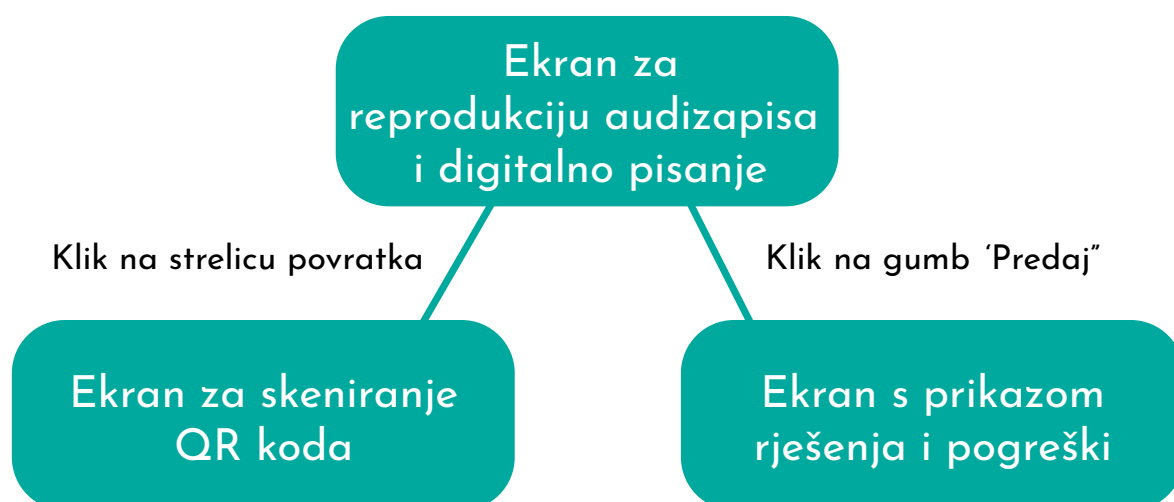 Ekran za
reprodukciju audizapisa
i digitalno pisanje
Klik na strelicu povratka
Klik na gumb ‘Predaj”
Ekran za skeniranje
QR koda
Ekran s prikazom
rješenja i pogreški